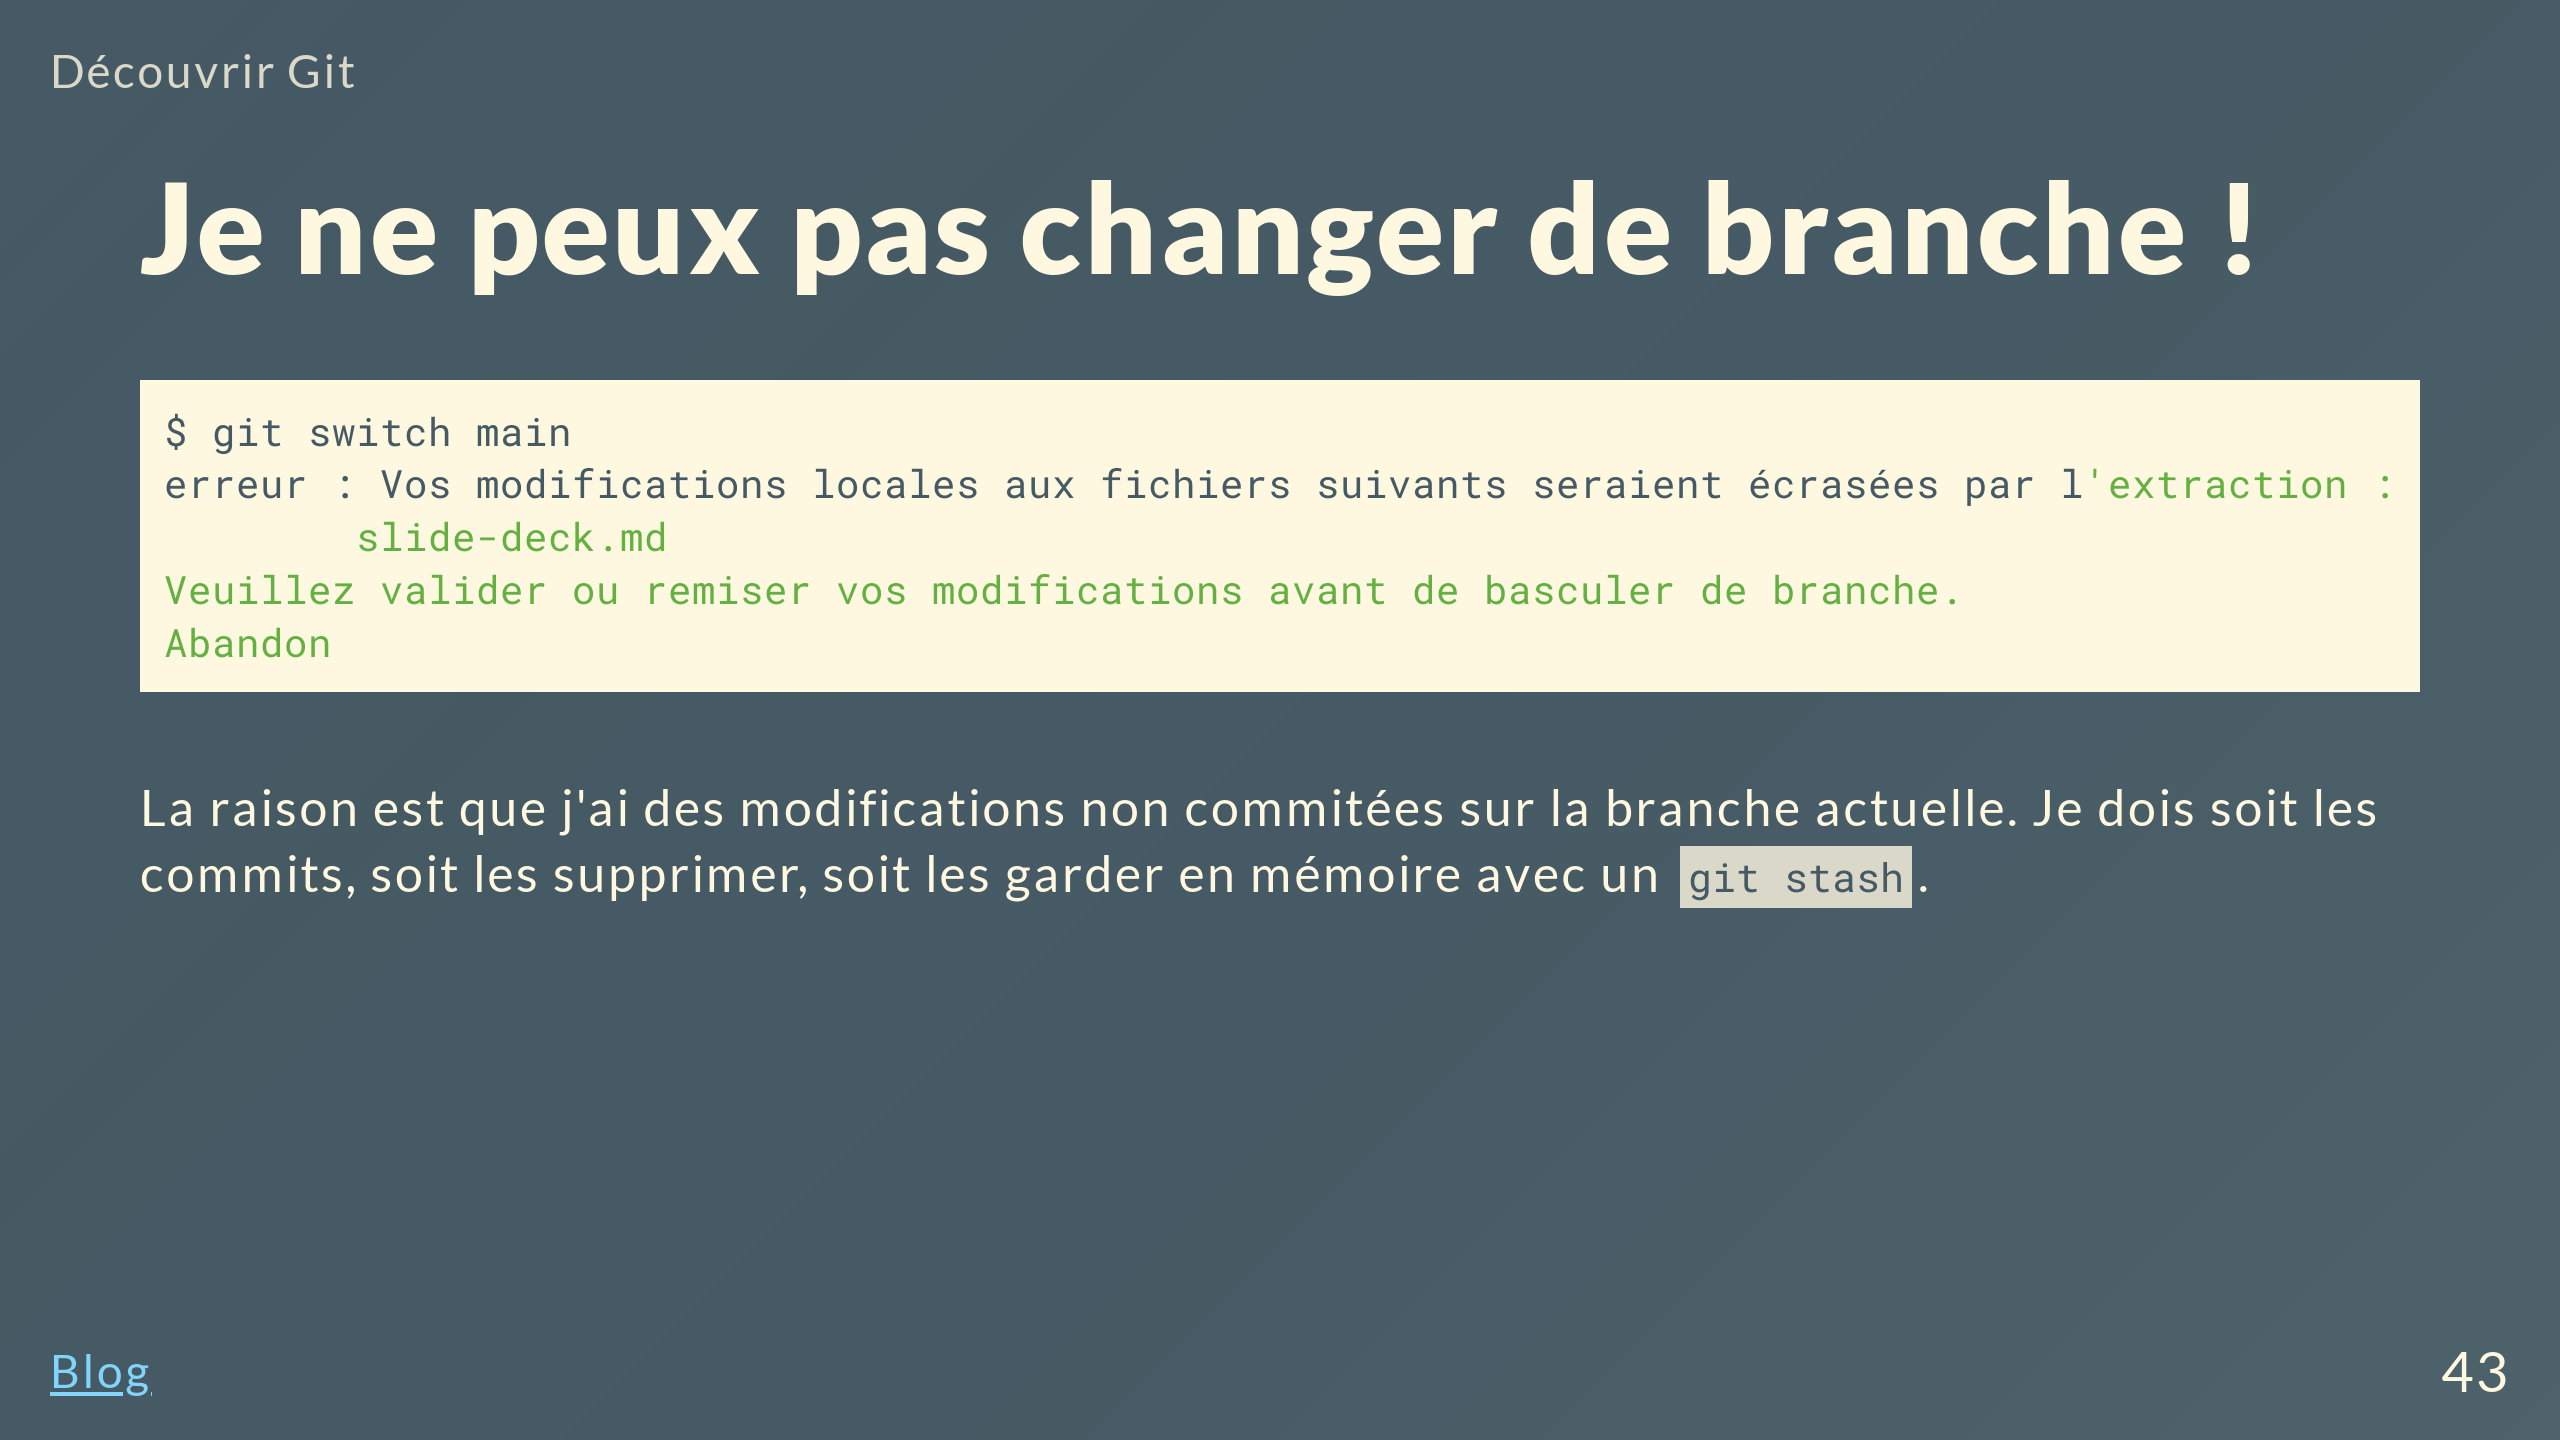 Découvrir Git
Je ne peux pas changer de branche !
$ git switch main
erreur : Vos modifications locales aux fichiers suivants seraient écrasées par l'extraction :
        slide-deck.md
Veuillez valider ou remiser vos modifications avant de basculer de branche.
Abandon
La raison est que j'ai des modifications non commitées sur la branche actuelle. Je dois soit les
commits, soit les supprimer, soit les garder en mémoire avec un git stash.
Blog
43